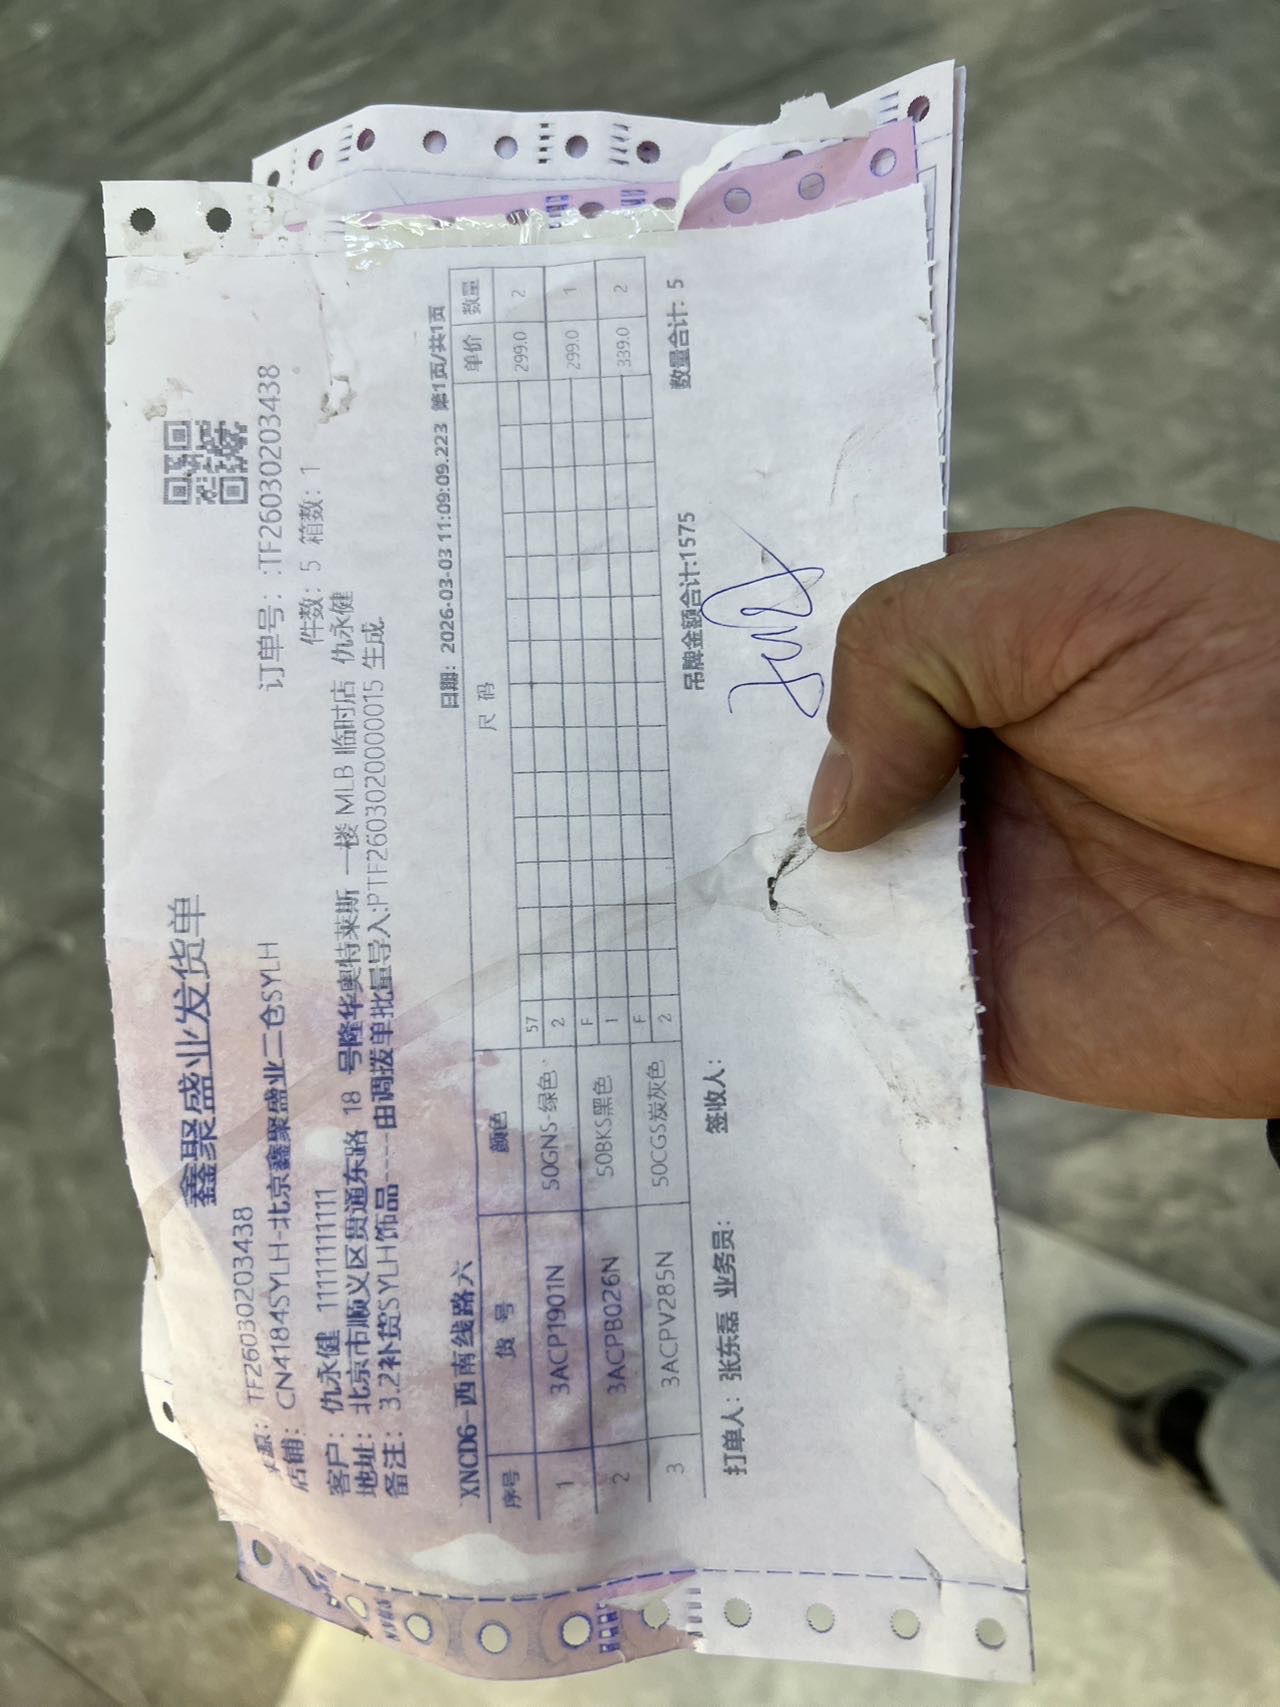 鑫聚盛业发货单
来源: TF26030203438 订单号: :TF26030203438
店铺: CN4184SYLH-北京鑫聚盛业二仓SYLH 件数: 5 箱数: 1
客户: 仇永健 11111111111
地址: 北京市顺义区贯通东路 18 号隆华奥特莱斯 一楼 MLB 临时店 仇永健
备注: 3.2补货SYLH饰品----由调拨单批量导入:PTF2603020000015 生成.
XNCD6-西南线路六 日期: 2026-03-03 11:09:09.223 第1页/共1页
序号 货 号 颜色 尺 码 单价 数量
1 3ACP1901N 50GNS-绿色 57 2 299.0 2
2 3ACPB026N 50BKS黑色 F 1 299.0 1
3 3ACPV285N 50CGS炭灰色 F 2 339.0 2
吊牌金额合计:1575 数量合计: 5
打单人: 张东磊 业务员: 签收人: